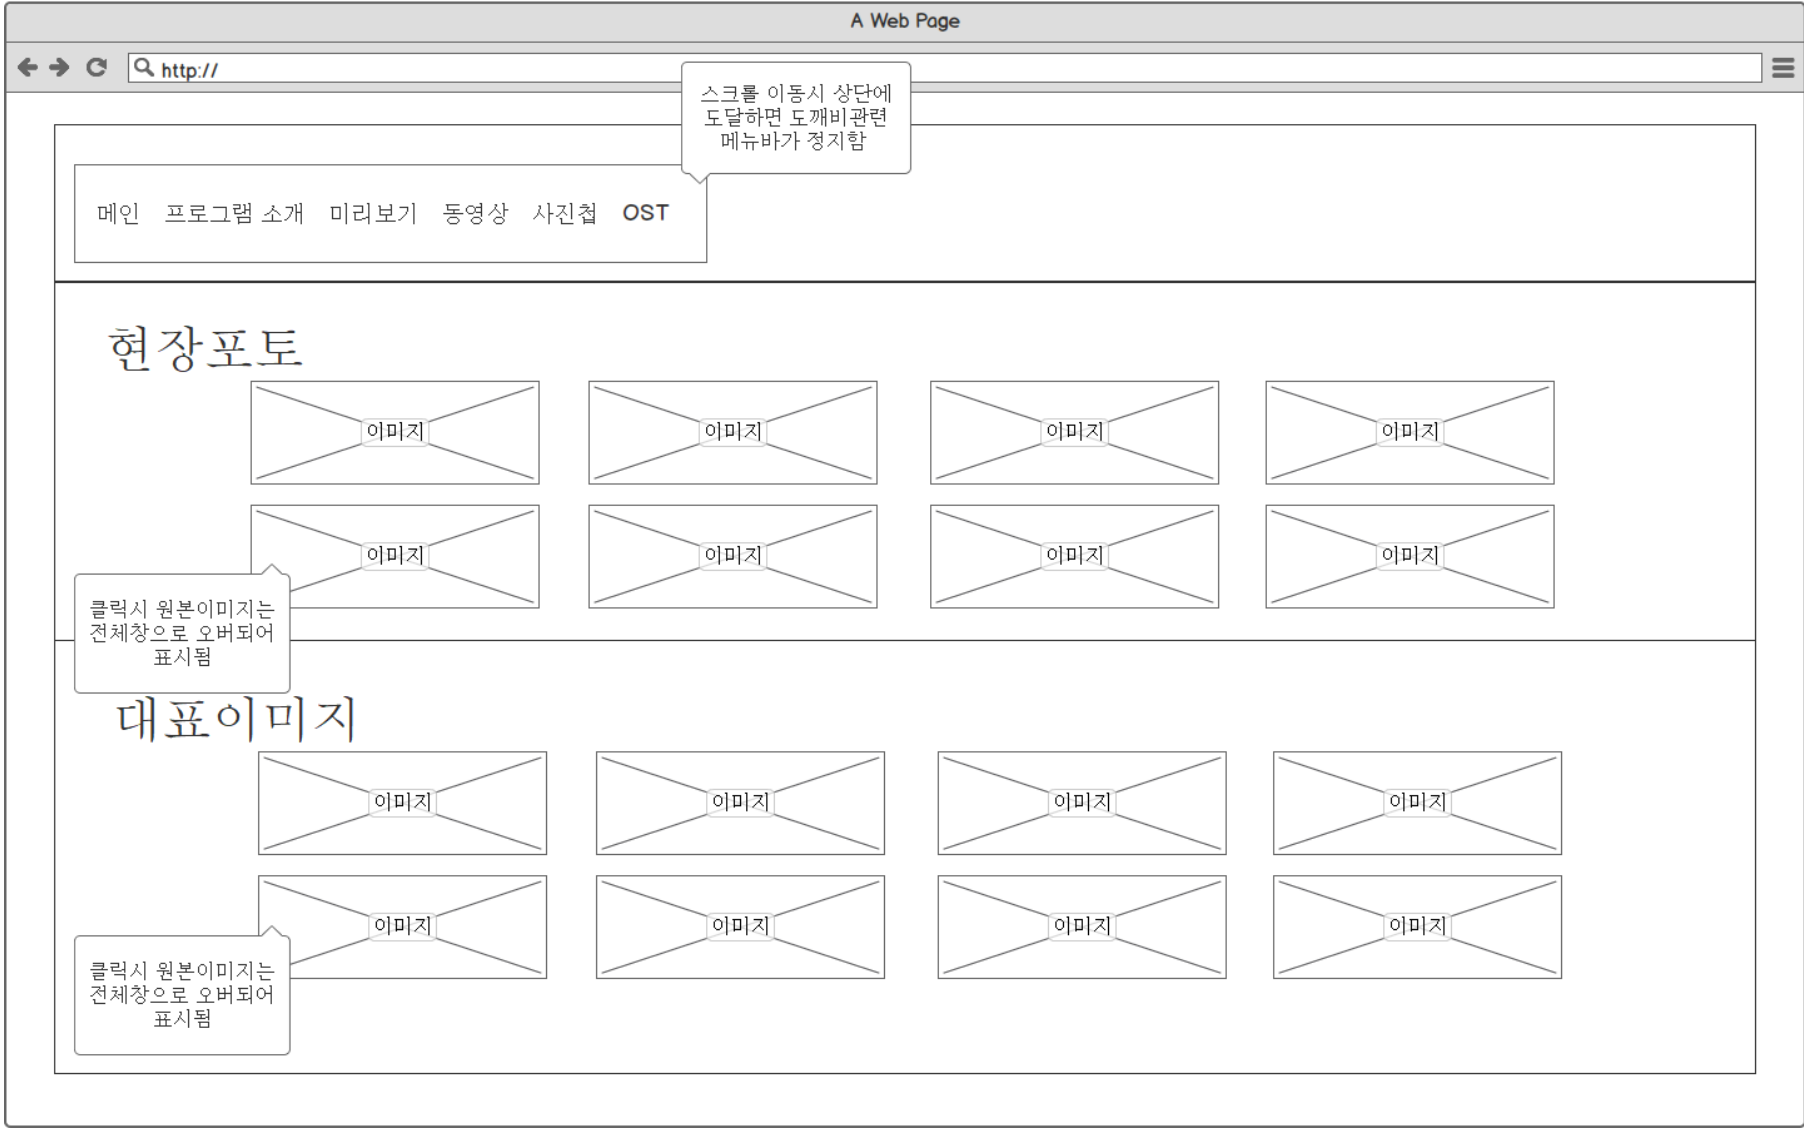 A Web Page
http://
스크롤 이동시 상단에
도달하면 도깨비관련
메뉴바가 정지함
메인 프로그램 소개 미리보기 동영상 사진첩 OST
현장포토
이미지 이미지 이미지 이미지
이미지 이미지 이미지 이미지
클릭시 원본이미지는
전체창으로 오버되어
표시됨
대표이미지
이미지 이미지 이미지 이미지
이미지 이미지 이미지 이미지
클릭시 원본이미지는
전체창으로 오버되어
표시됨